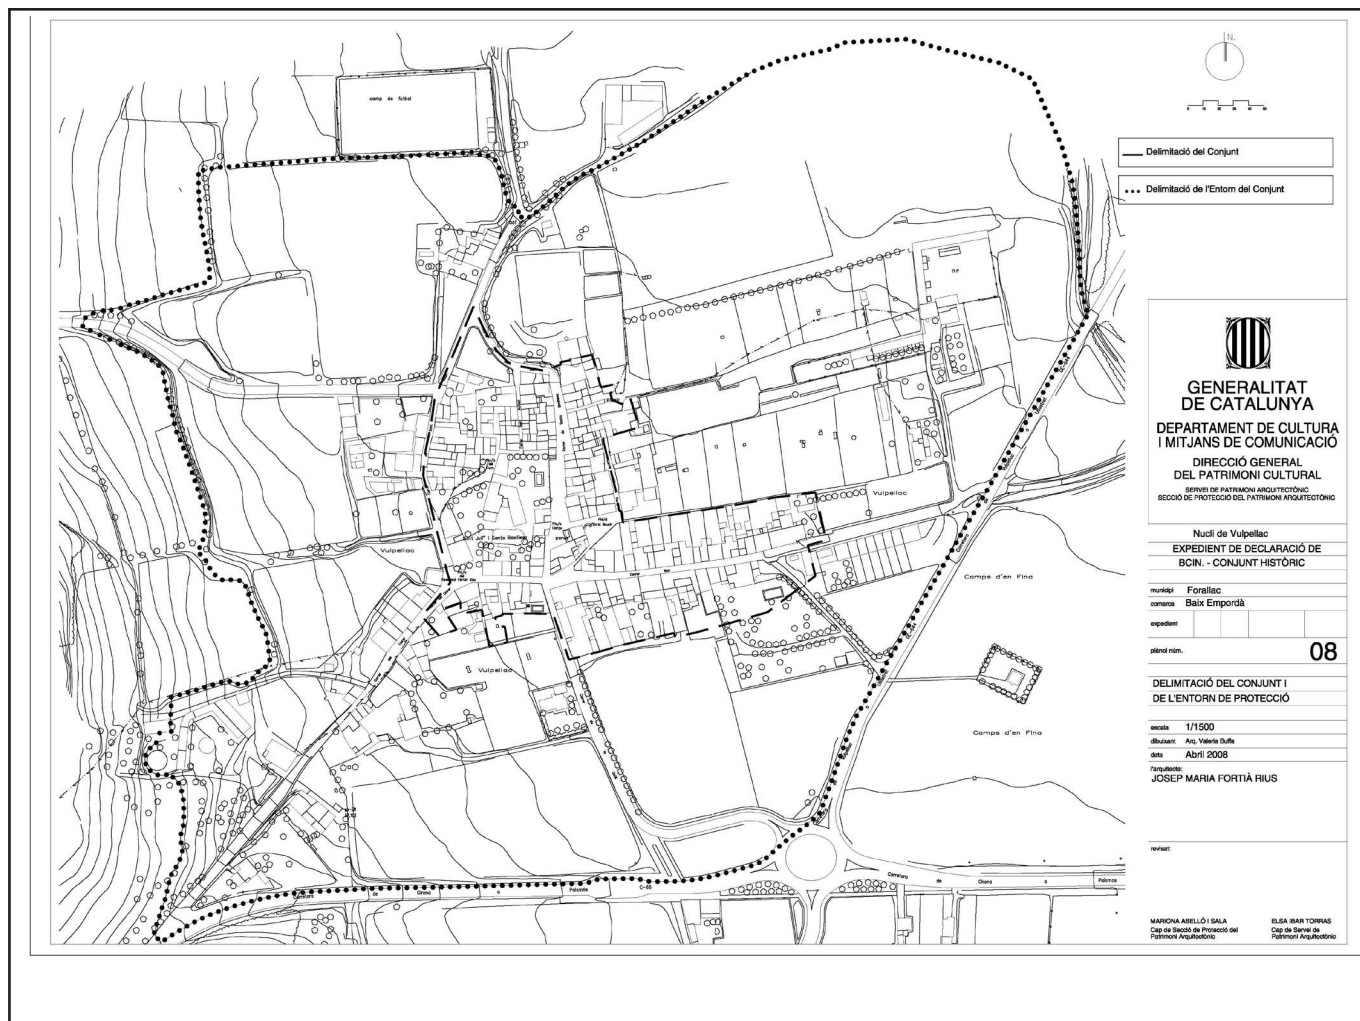 N.
Delimitació del Conjunt
Delimitació de l'Entorn del Conjunt
GENERALITAT
DE CATALUNYA
DEPARTAMENT DE CULTURA
I MITJANS DE COMUNICACIÓ
DIRECCIÓ GENERAL
DEL PATRIMONI CULTURAL
SERVEI DE PATRIMONI ARQUITECTÒNIC
SECCIÓ DE PROTECCIÓ DEL PATRIMONI ARQUITECTÒNIC
Nucli de Vulpellac
EXPEDIENT DE DECLARACIÓ DE
BCIN. - CONJUNT HISTÒRIC
municipi Forallac
comarca Baix Empordà
expedient
plànol núm. 08
DELIMITACIÓ DEL CONJUNT I
DE L'ENTORN DE PROTECCIÓ
escala 1/1500
dibuixant Arq. Valeria Buffa
data Abril 2008
l'arquitecte:
JOSEP MARIA FORTIÀ RIUS
revisat:
MARIONA ABELLÓ I SALA
Cap de Secció de Protecció del
Patrimoni Arquitectònic
ELSA IBAR TORRAS
Cap de Servei de
Patrimoni Arquitectònic
camp de futbol
Vulpellac
Vulpellac
Vulpellac
Camps d'en Fina
Camps d'en Fina
Carretera de Girona a Palamós
C-66
Carretera de Girona a Palamós